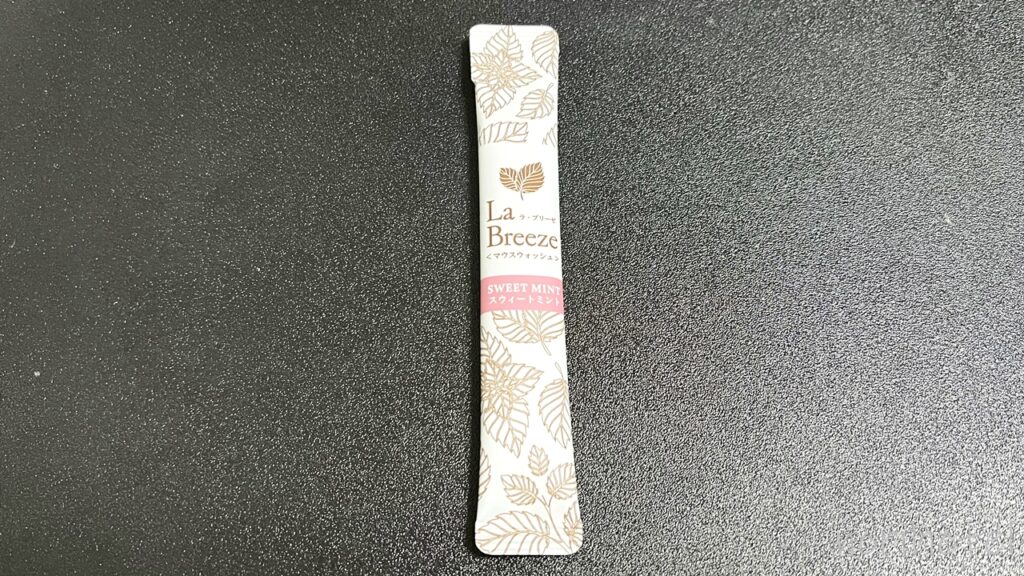 La ラ・ブリーゼ
Breeze
<マウスウォッシュ>
SWEET MINT
スウィートミント